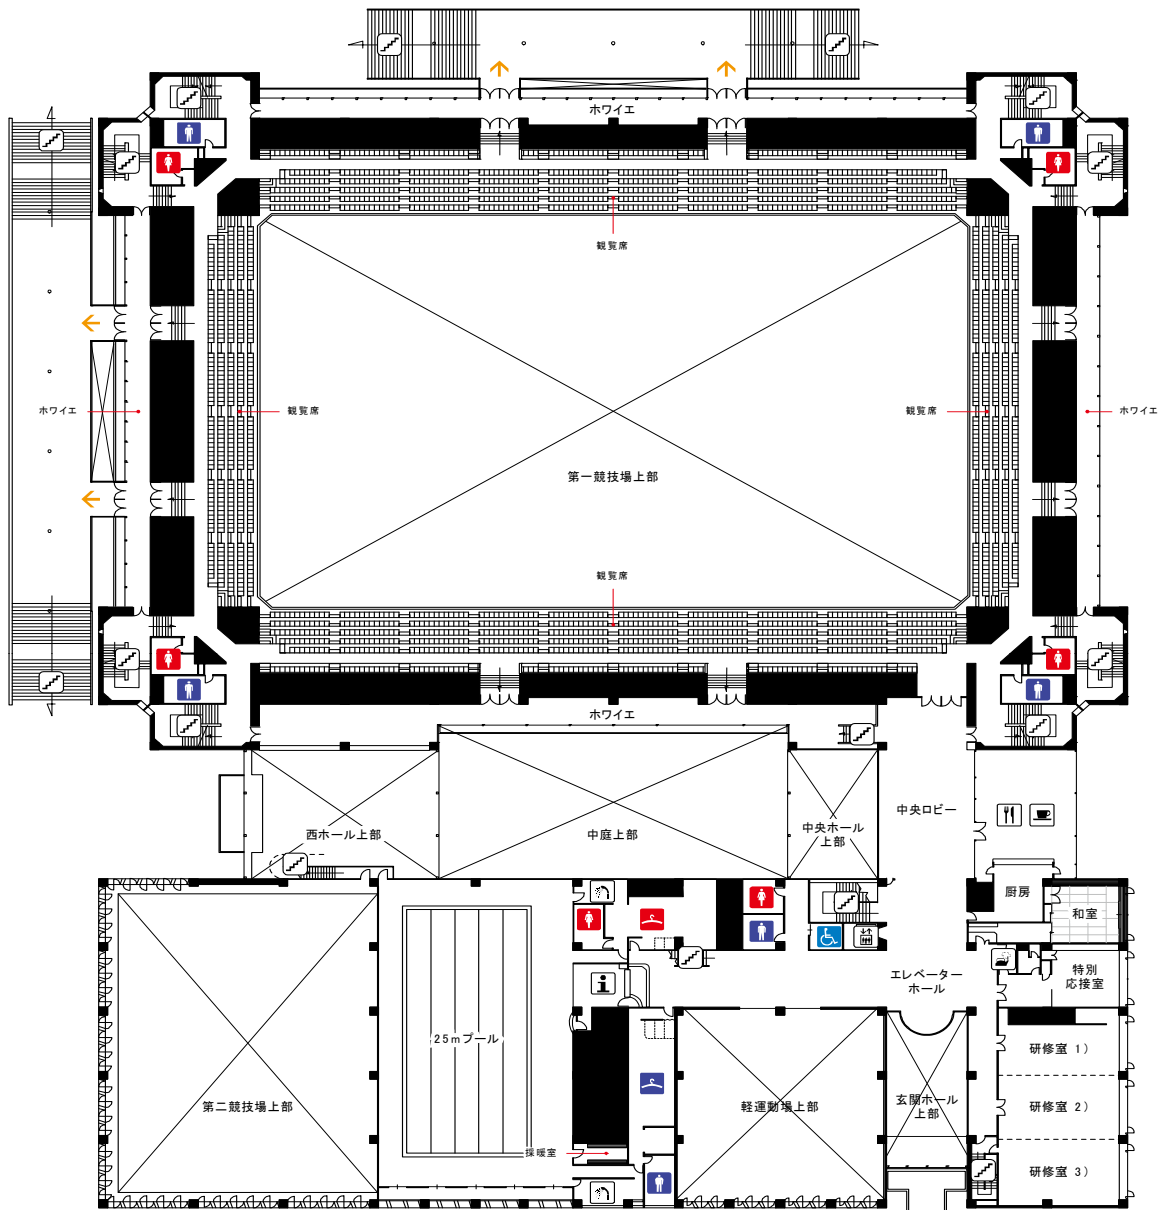 ホワイエ
観覧席
ホワイエ
観覧席
観覧席
ホワイエ
第一競技場上部
観覧席
ホワイエ
中央ロビー
西ホール上部
中庭上部
中央ホール
上部
厨房
和室
エレベーター
ホール
特別
応接室
25mプール
研修室 1)
第二競技場上部
軽運動場上部
玄関ホール
上部
研修室 2)
採暖室
研修室 3)